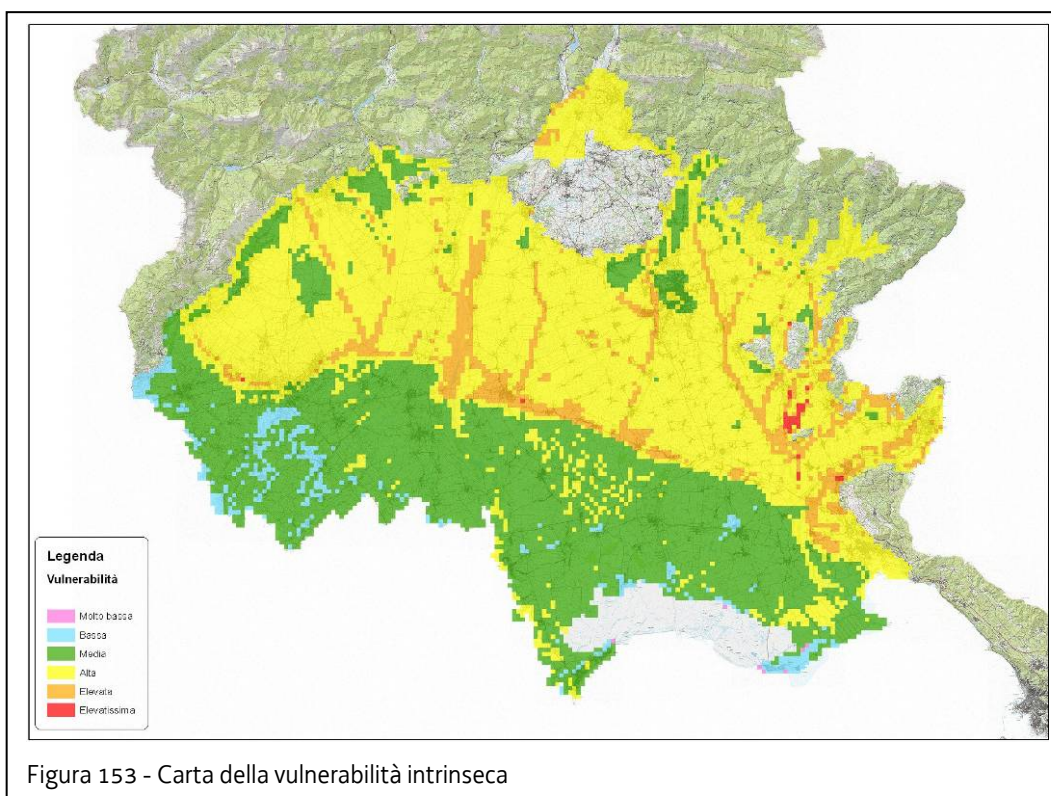 Legenda
Vulnerabilità
Molto bassa
Bassa
Media
Alta
Elevata
Elevatissima
Figura 153 - Carta della vulnerabilità intrinseca